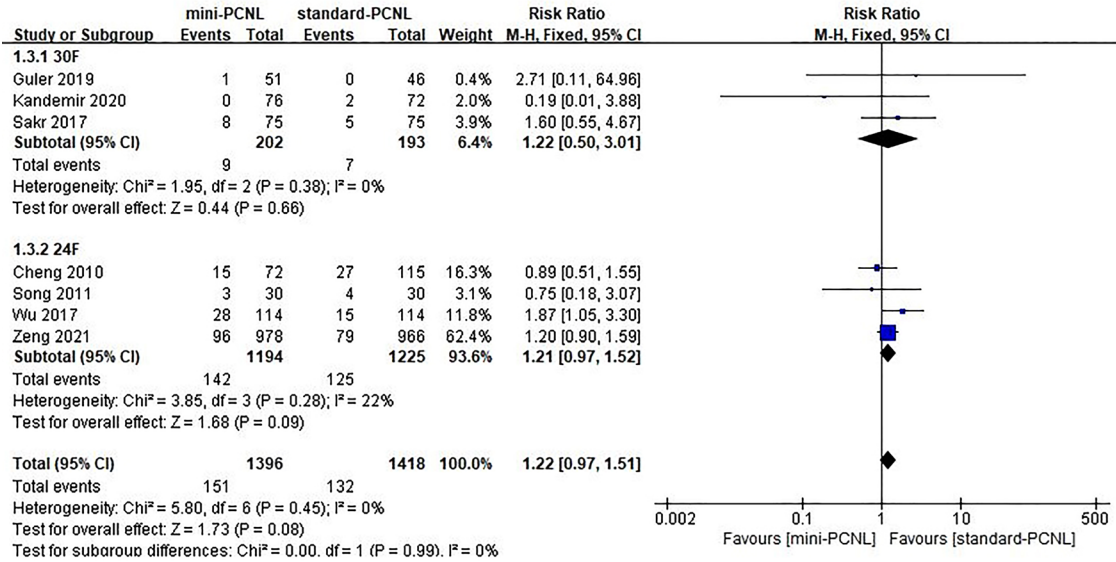 mini-PCNL standard-PCNL Risk Ratio Risk Ratio
Study or Subgroup Events Total Events Total Weight M-H, Fixed, 95% CI M-H, Fixed, 95% CI
1.3.1 30F
Guler 2019 1 51 0 46 0.4% 2.71 [0.11, 64.96]
Kandemir 2020 0 76 2 72 2.0% 0.19 [0.01, 3.88]
Sakr 2017 8 75 5 75 3.9% 1.60 [0.55, 4.67]
Subtotal (95% CI) 202 193 6.4% 1.22 [0.50, 3.01]
Total events 9 7
Heterogeneity: Chi² = 1.95, df = 2 (P = 0.38); I² = 0%
Test for overall effect: Z = 0.44 (P = 0.66)
1.3.2 24F
Cheng 2010 15 72 27 115 16.3% 0.89 [0.51, 1.55]
Song 2011 3 30 4 30 3.1% 0.75 [0.18, 3.07]
Wu 2017 28 114 15 114 11.8% 1.87 [1.05, 3.30]
Zeng 2021 96 978 79 966 62.4% 1.20 [0.90, 1.59]
Subtotal (95% CI) 1194 1225 93.6% 1.21 [0.97, 1.52]
Total events 142 125
Heterogeneity: Chi² = 3.85, df = 3 (P = 0.28); I² = 22%
Test for overall effect: Z = 1.68 (P = 0.09)
Total (95% CI) 1396 1418 100.0% 1.22 [0.97, 1.51]
Total events 151 132
Heterogeneity: Chi² = 5.80, df = 6 (P = 0.45); I² = 0%
Test for overall effect: Z = 1.73 (P = 0.08)
Test for subgroup differences: Chi² = 0.00, df = 1 (P = 0.99), I² = 0%
0.002 0.1 1 10 500
Favours [mini-PCNL] Favours [standard-PCNL]